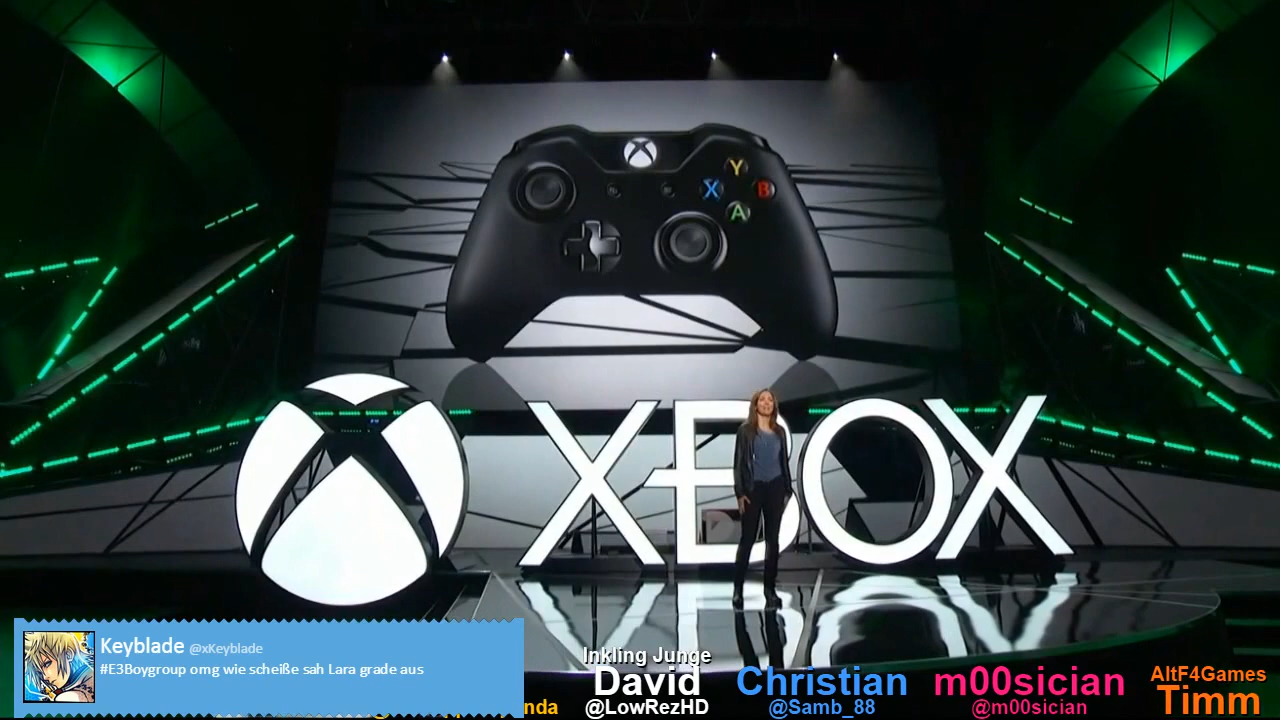 Y
X
B
A
XBOX
Keyblade @xKeyblade
#E3Boygroup omg wie scheiße sah Lara grade aus
Inkling Junge
David
@LowRezHD
Christian
@Samb_88
m00sician
@m00sician
AltF4Games
Timm